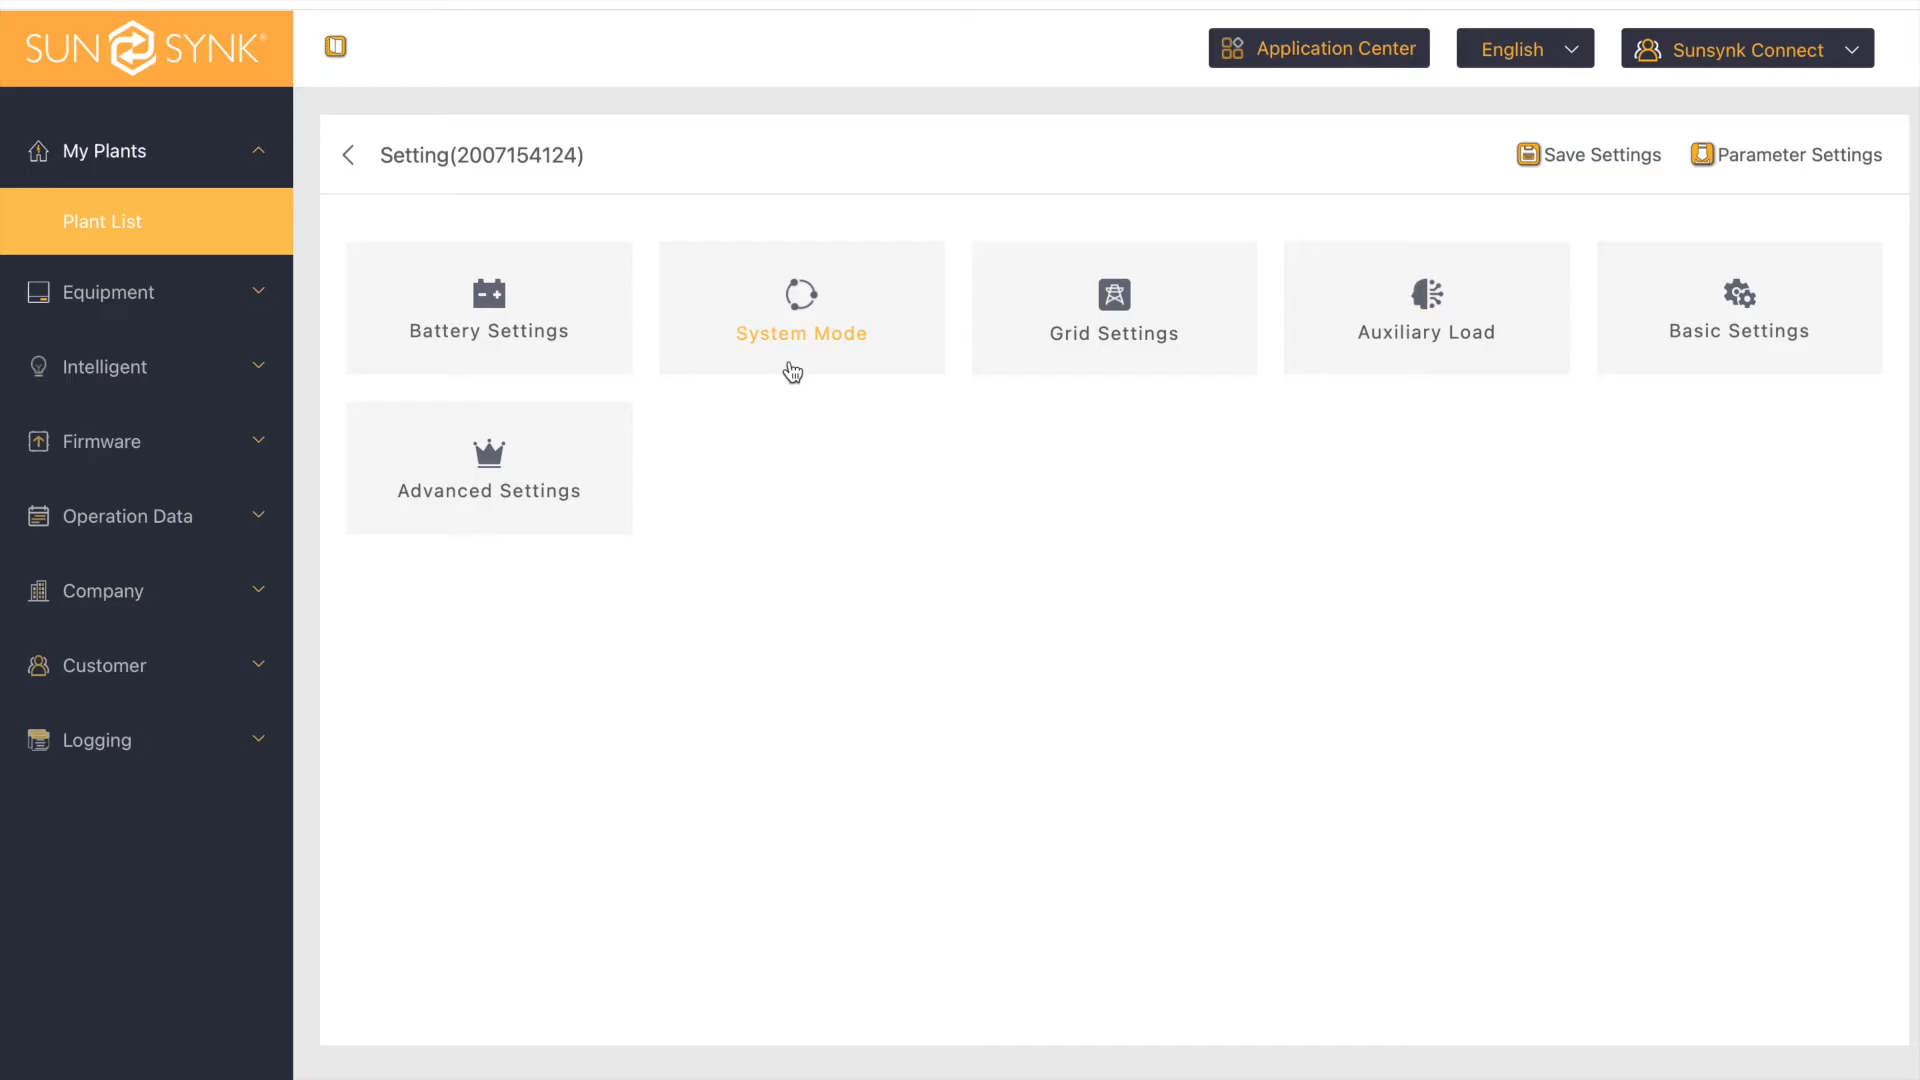 SUN SYNK®
Application Center
English
Sunsynk Connect
My Plants
Plant List
Equipment
Intelligent
Firmware
Operation Data
Company
Customer
Logging
Setting(2007154124)
Save Settings
Parameter Settings
Battery Settings
System Mode
Grid Settings
Auxiliary Load
Basic Settings
Advanced Settings